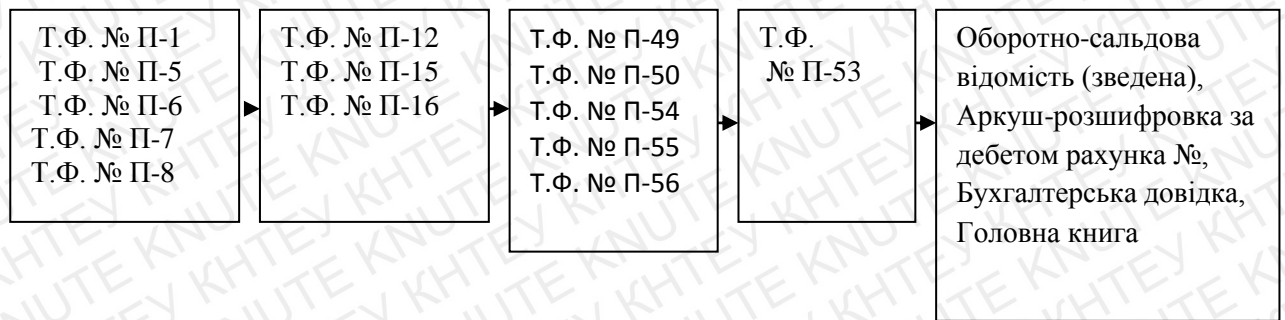 Т.Ф. № П-1
Т.Ф. № П-5
Т.Ф. № П-6
Т.Ф. № П-7
Т.Ф. № П-8
Т.Ф. № П-12
Т.Ф. № П-15
Т.Ф. № П-16
Т.Ф. № П-49
Т.Ф. № П-50
Т.Ф. № П-54
Т.Ф. № П-55
Т.Ф. № П-56
Т.Ф.
№ П-53
Оборотно-сальдова
відомість (зведена),
Аркуш-розшифровка за
дебетом рахунка №,
Бухгалтерська довідка,
Головна книга